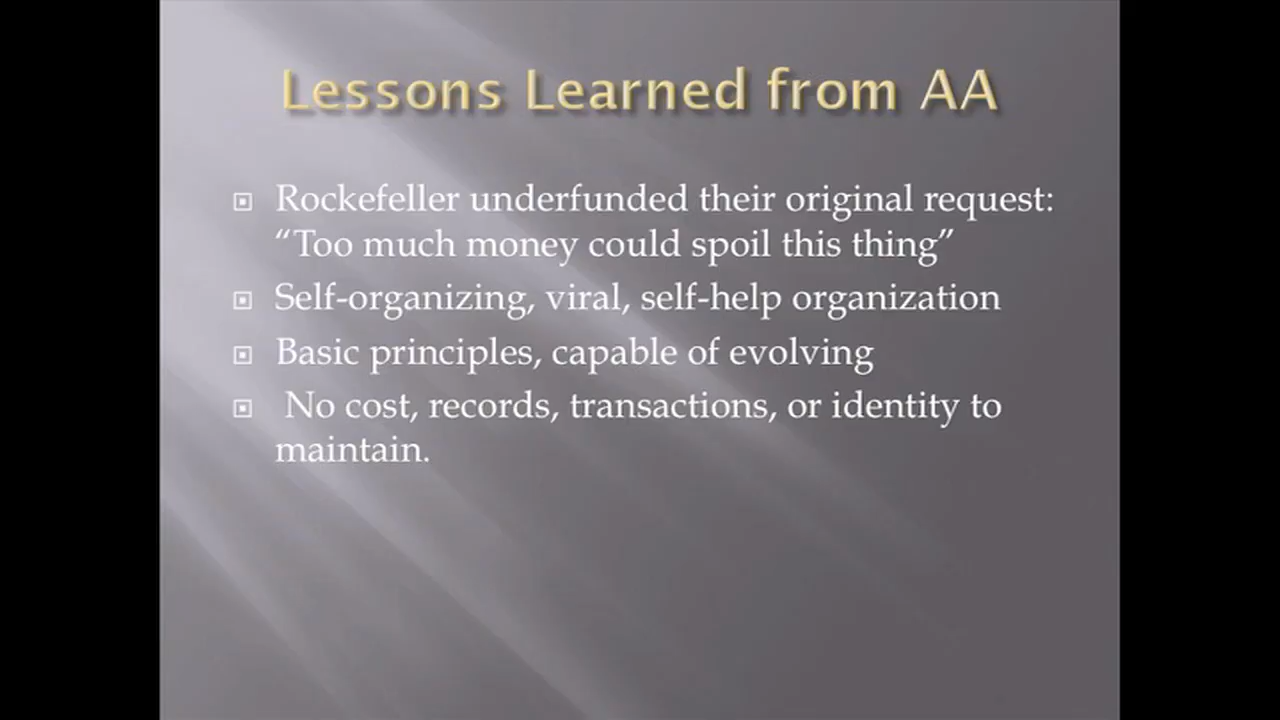 Lessons Learned from AA
Rockefeller underfunded their original request:
“Too much money could spoil this thing”
Self-organizing, viral, self-help organization
Basic principles, capable of evolving
No cost, records, transactions, or identity to
maintain.